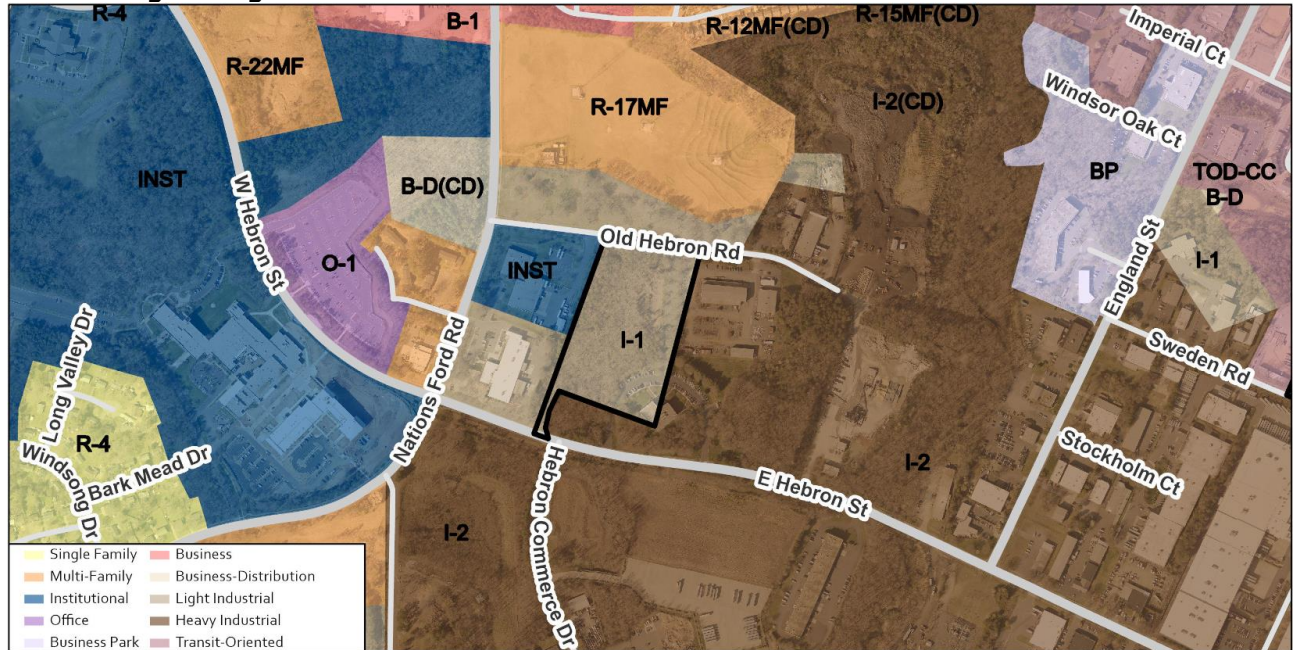 R-4
B-1
R-12MF(CD)
R-15MF(CD)
Imperial Ct
R-22MF
R-17MF
I-2(CD)
Windsor Oak Ct
INST
W Hebron St
B-D(CD)
BP
TOD-CC
B-D
O-1
INST
Old Hebron Rd
England St
I-1
Long Valley Dr
Nations Ford Rd
I-1
Sweden Rd
R-4
Windsong Dr
Bark Mead Dr
Hebron Commerce Dr
E Hebron St
I-2
Stockholm Ct
I-2
Single Family
Business
Multi-Family
Business-Distribution
Institutional
Light Industrial
Office
Heavy Industrial
Business Park
Transit-Oriented